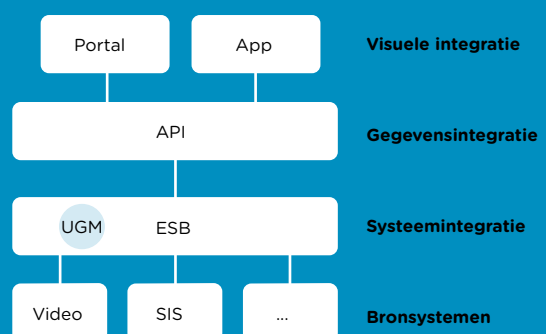 Portal
App
Visuele integratie
API
Gegevensintegratie
UGM
ESB
Systeemintegratie
Video
SIS
...
Bronsystemen